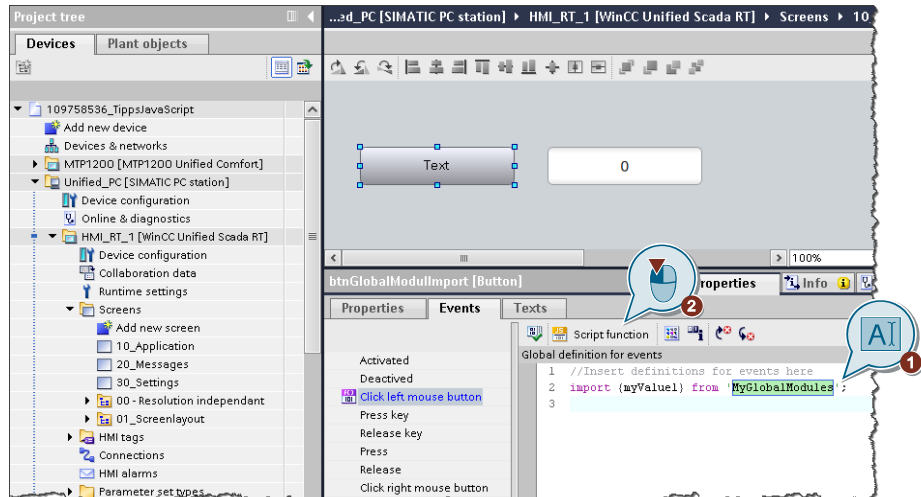 Project tree
Devices
Plant objects
109758536_TippsJavaScript
Add new device
Devices & networks
MTP1200 [MTP1200 Unified Comfort]
Unified_PC [SIMATIC PC station]
Device configuration
Online & diagnostics
HMI_RT_1 [WinCC Unified Scada RT]
Device configuration
Collaboration data
Runtime settings
Screens
Add new screen
10_Application
20_Messages
30_Settings
00 - Resolution independant
01_Screenlayout
HMI tags
Connections
HMI alarms
Parameter set types
...ed_PC [SIMATIC PC station] ▸ HMI_RT_1 [WinCC Unified Scada RT] ▸ Screens ▸ 10_
Text
0
100%
btnGlobalModulImport [Button]
roperties
Info
Properties
Events
Texts
2
Script function
AI
1
Global definition for events
Activated
Deactived
Click left mouse button
Press key
Release key
Press
Release
Click right mouse button
1 //Insert definitions for events here
2 import {myValue1} from 'MyGlobalModules';
3